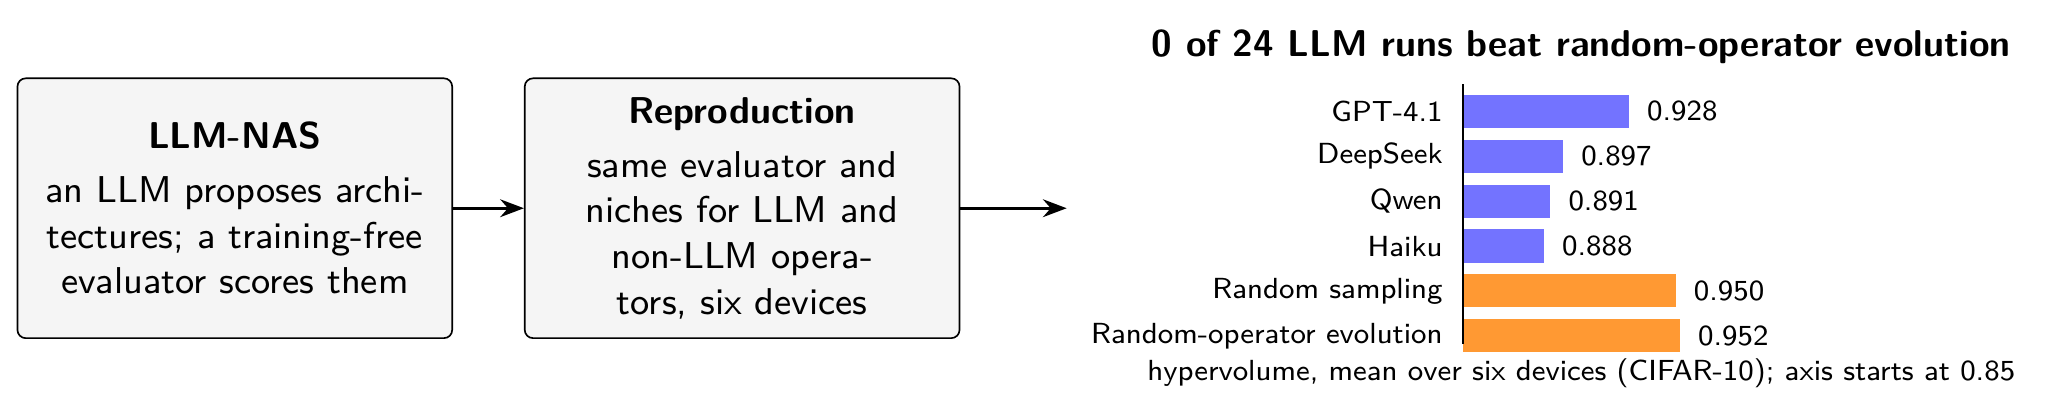 LLM-NAS
an LLM proposes archi-
tectures; a training-free
evaluator scores them
Reproduction
same evaluator and
niches for LLM and
non-LLM opera-
tors, six devices
0 of 24 LLM runs beat random-operator evolution
GPT-4.1 0.928
DeepSeek 0.897
Qwen 0.891
Haiku 0.888
Random sampling 0.950
Random-operator evolution 0.952
hypervolume, mean over six devices (CIFAR-10); axis starts at 0.85